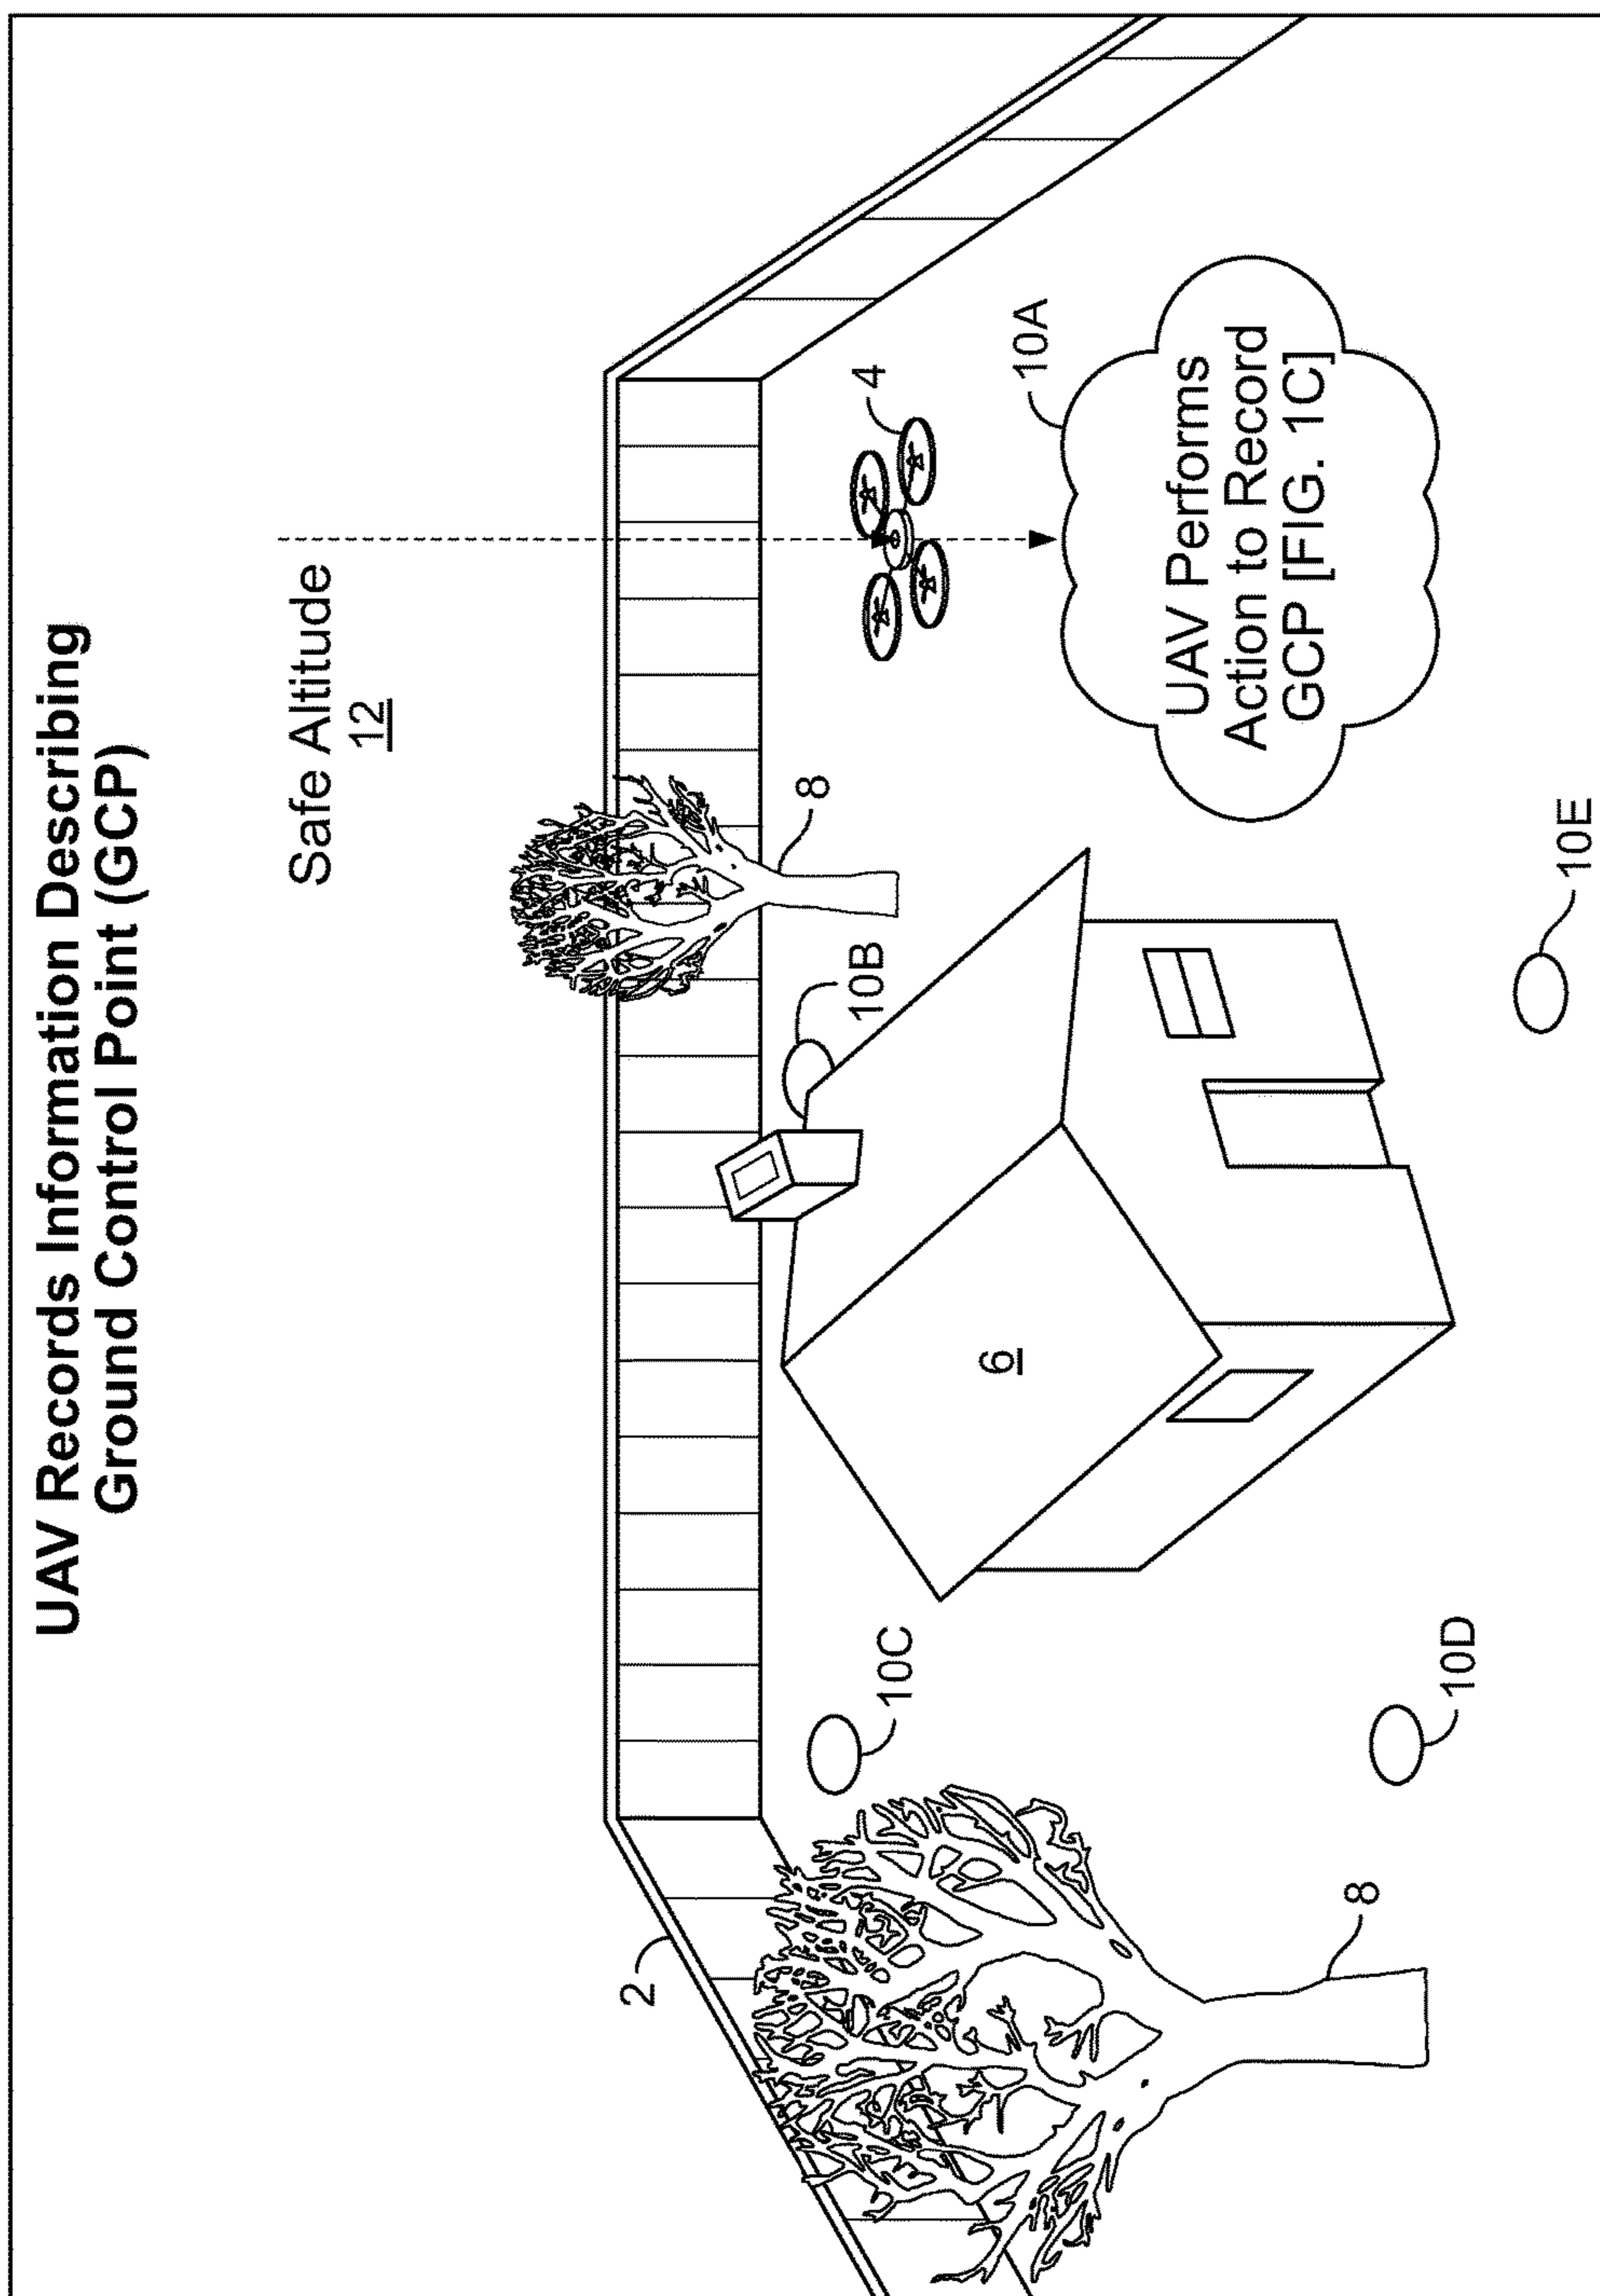 UAV Records Information Describing
Ground Control Point (GCP)
Safe Altitude
12
2
8
4
10B
10A
10C
6
UAV Performs
Action to Record
GCP [FIG. 1C]
8
10D
10E